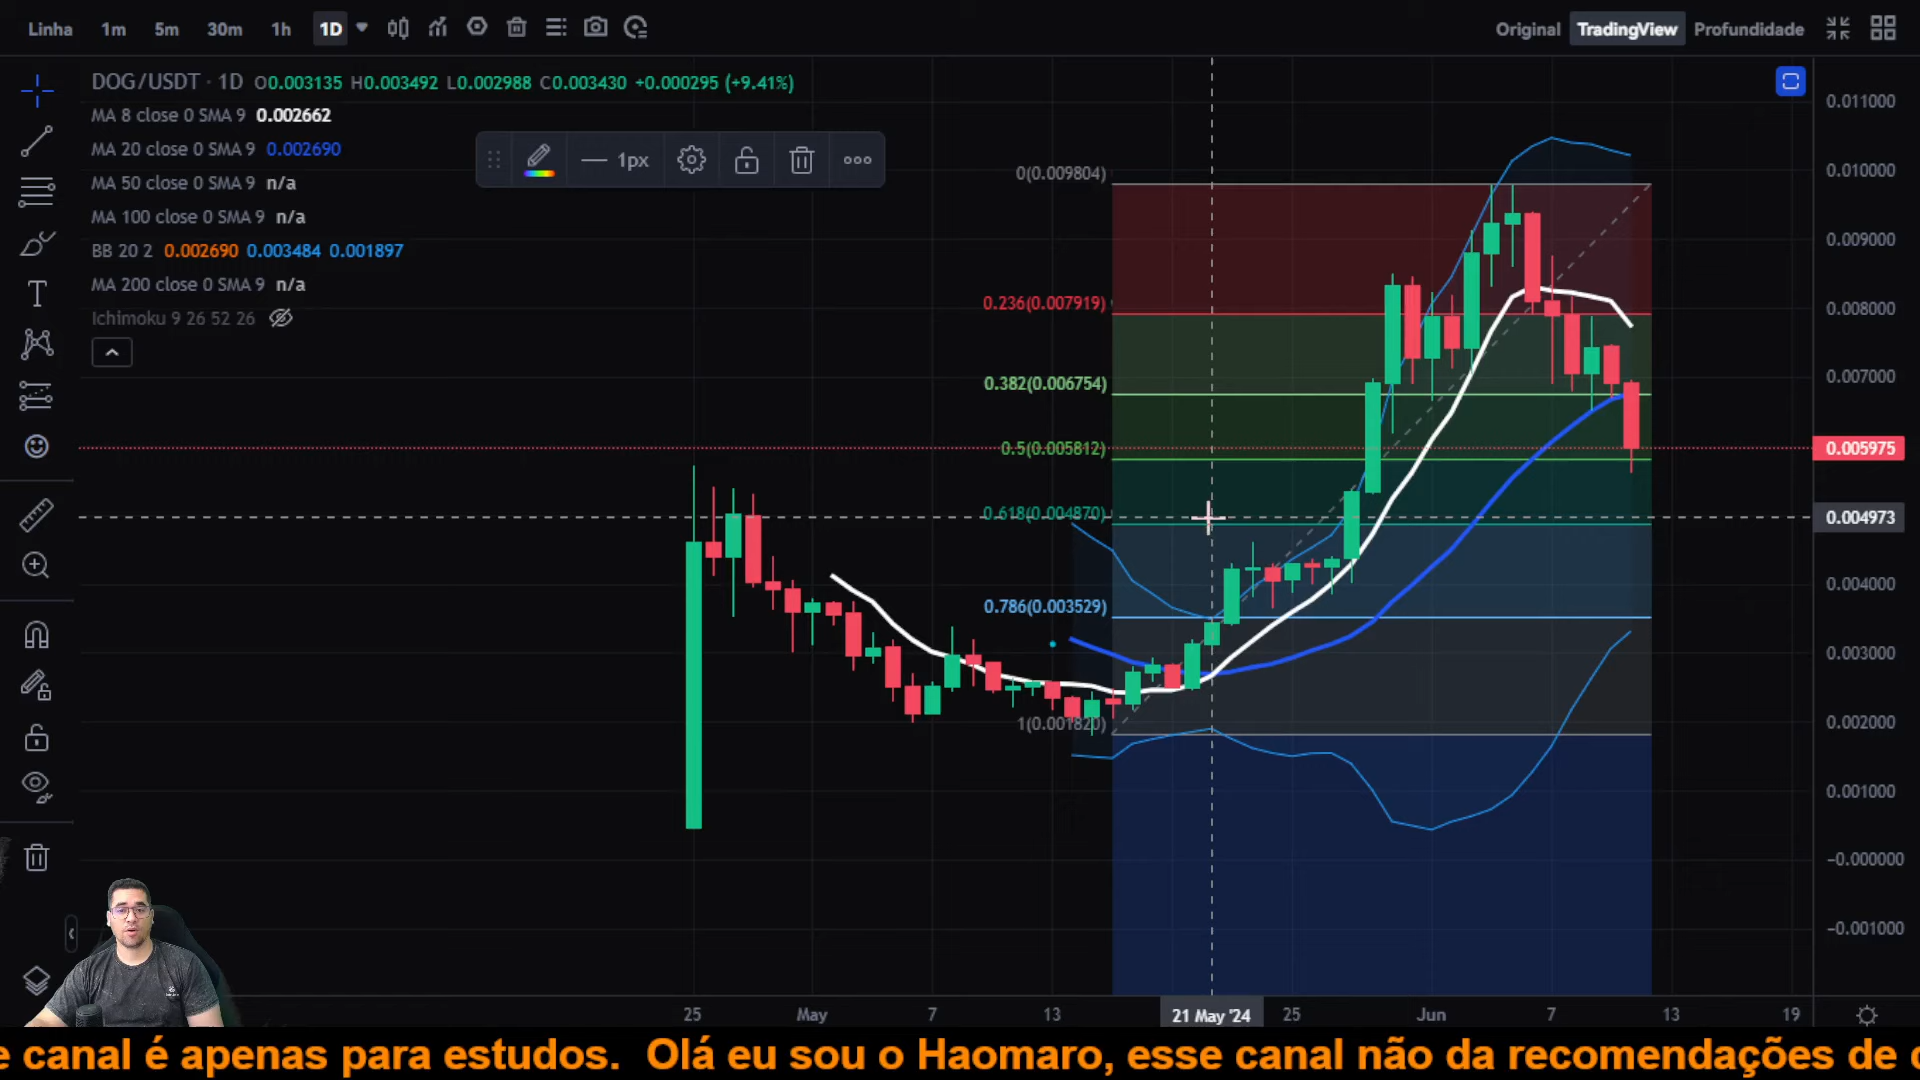 Linha 1m 5m 30m 1h 1D Original TradingView Profundidade
DOG/USDT · 1D O0.003135 H0.003492 L0.002988 C0.003430 +0.000295 (+9.41%)
MA 8 close 0 SMA 9 0.002662
MA 20 close 0 SMA 9 0.002690
MA 50 close 0 SMA 9 n/a
MA 100 close 0 SMA 9 n/a
BB 20 2 0.002690 0.003484 0.001897
MA 200 close 0 SMA 9 n/a
Ichimoku 9 26 52 26
1px
0(0.009804)
0.236(0.007919)
0.382(0.006754)
0.5(0.005812)
0.618(0.004870)
0.786(0.003529)
1(0.001820)
0.011000
0.010000
0.009000
0.008000
0.007000
0.005975
0.004973
0.004000
0.003000
0.002000
0.001000
-0.000000
-0.001000
25 May 7 13 21 May '24 25 Jun 7 13 19
e canal é apenas para estudos. Olá eu sou o Haomaro, esse canal não da recomendações de